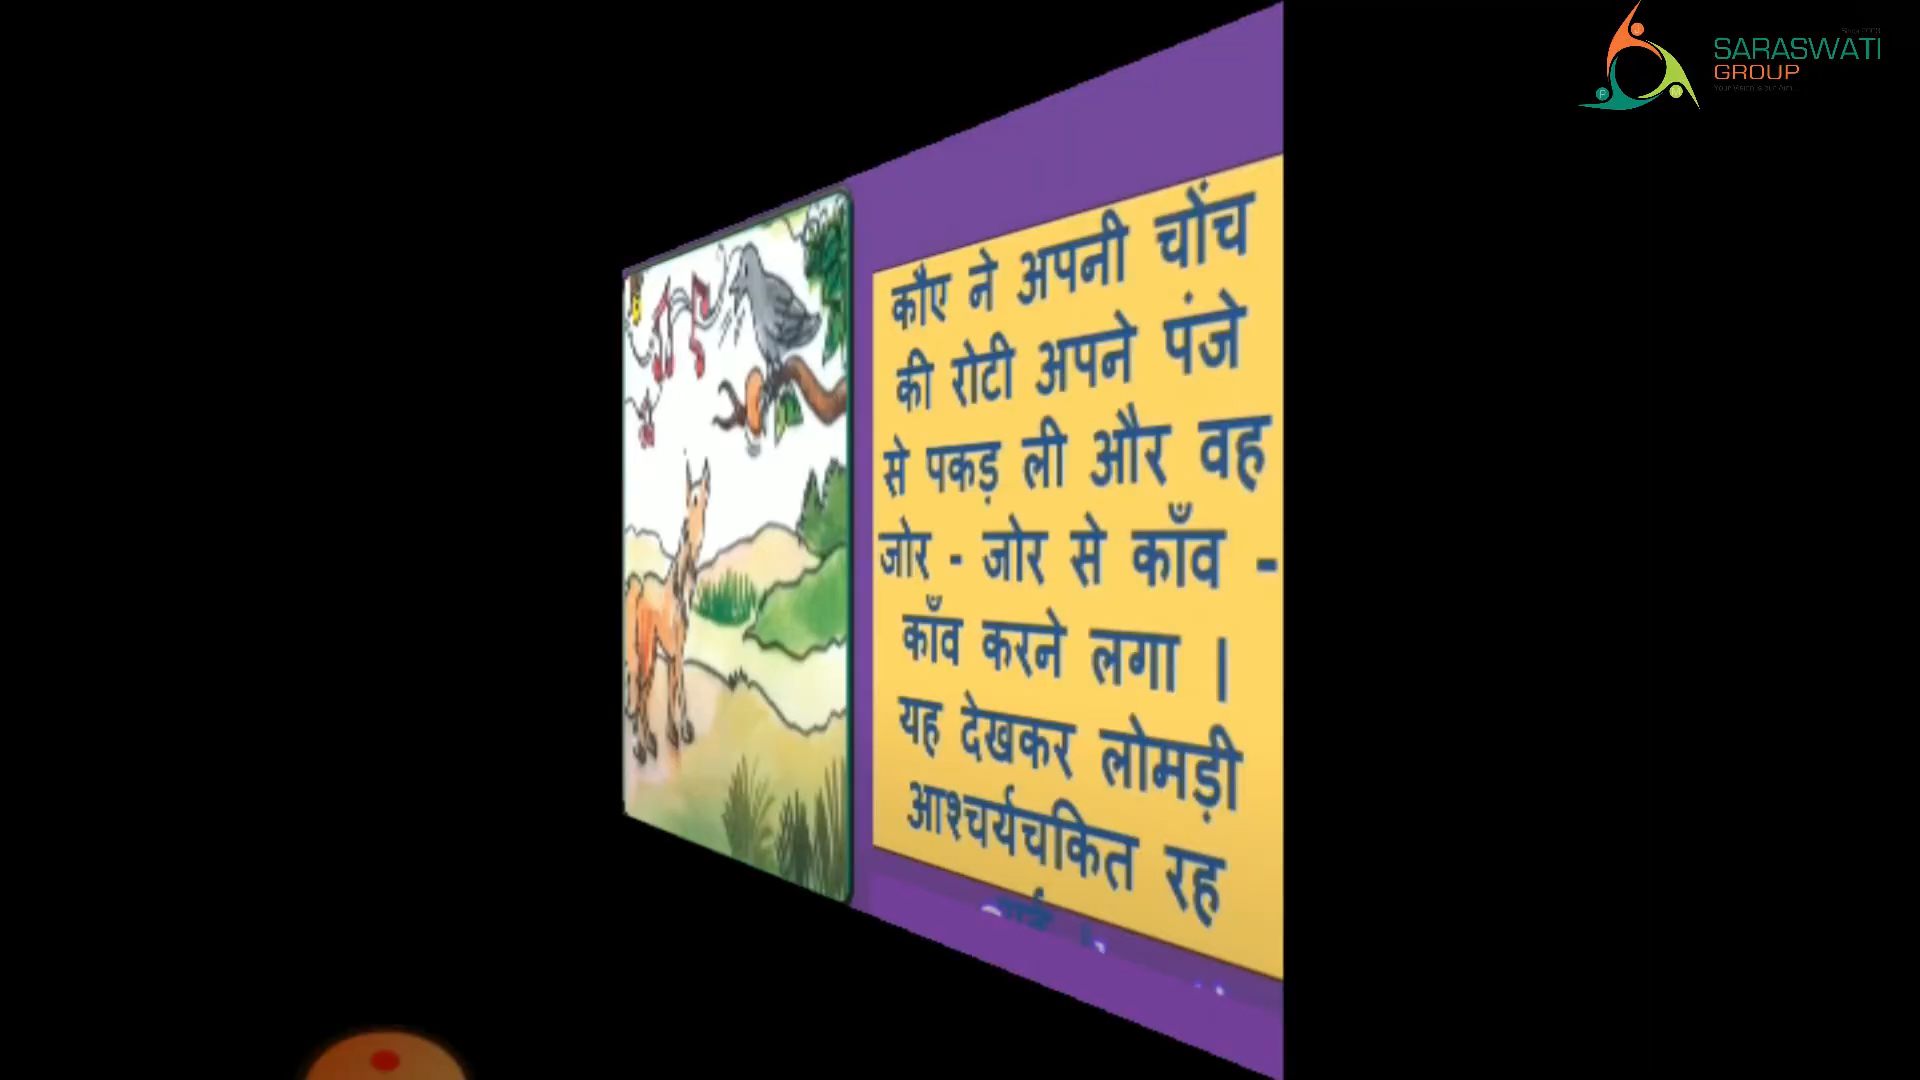 SARASWATI
GROUP
कौए ने अपनी चोंच
की रोटी अपने पंजे
से पकड़ ली और वह
जोर - जोर से काँव -
काँव करने लगा |
यह देखकर लोमड़ी
आश्चर्यचकित रह